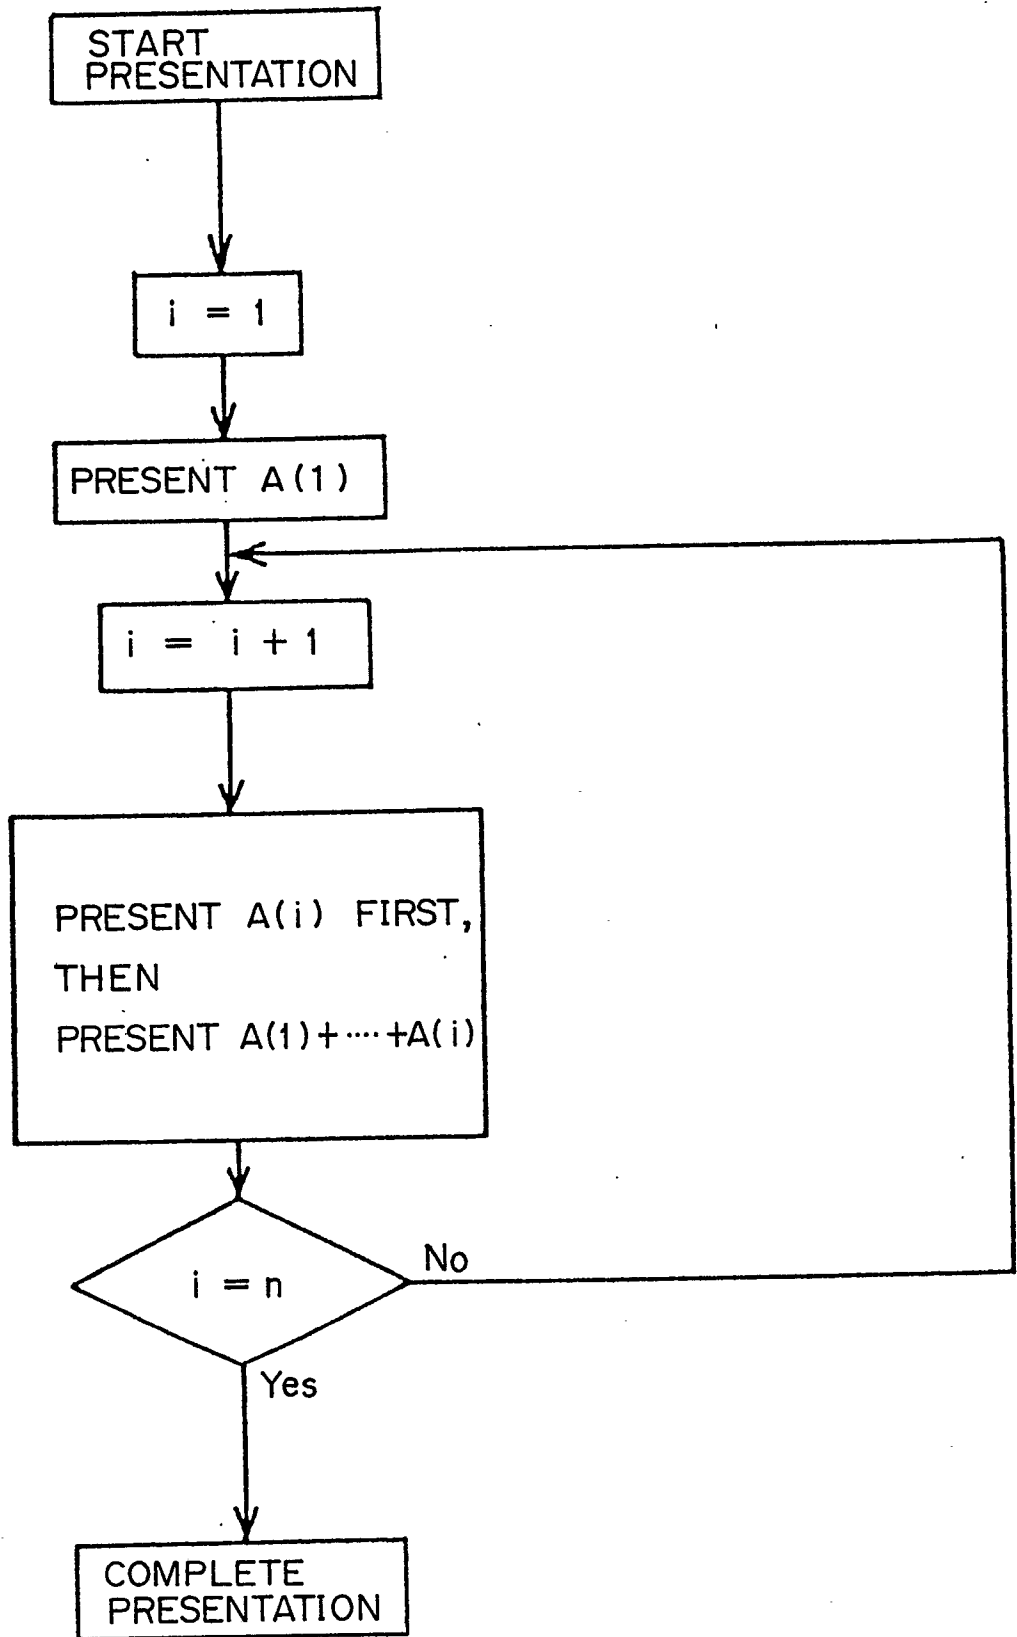 START
PRESENTATION
i = 1
PRESENT A(1)
i = i + 1
PRESENT A(i) FIRST,
THEN
PRESENT A(1)+····+A(i)
i = n
No
Yes
COMPLETE
PRESENTATION